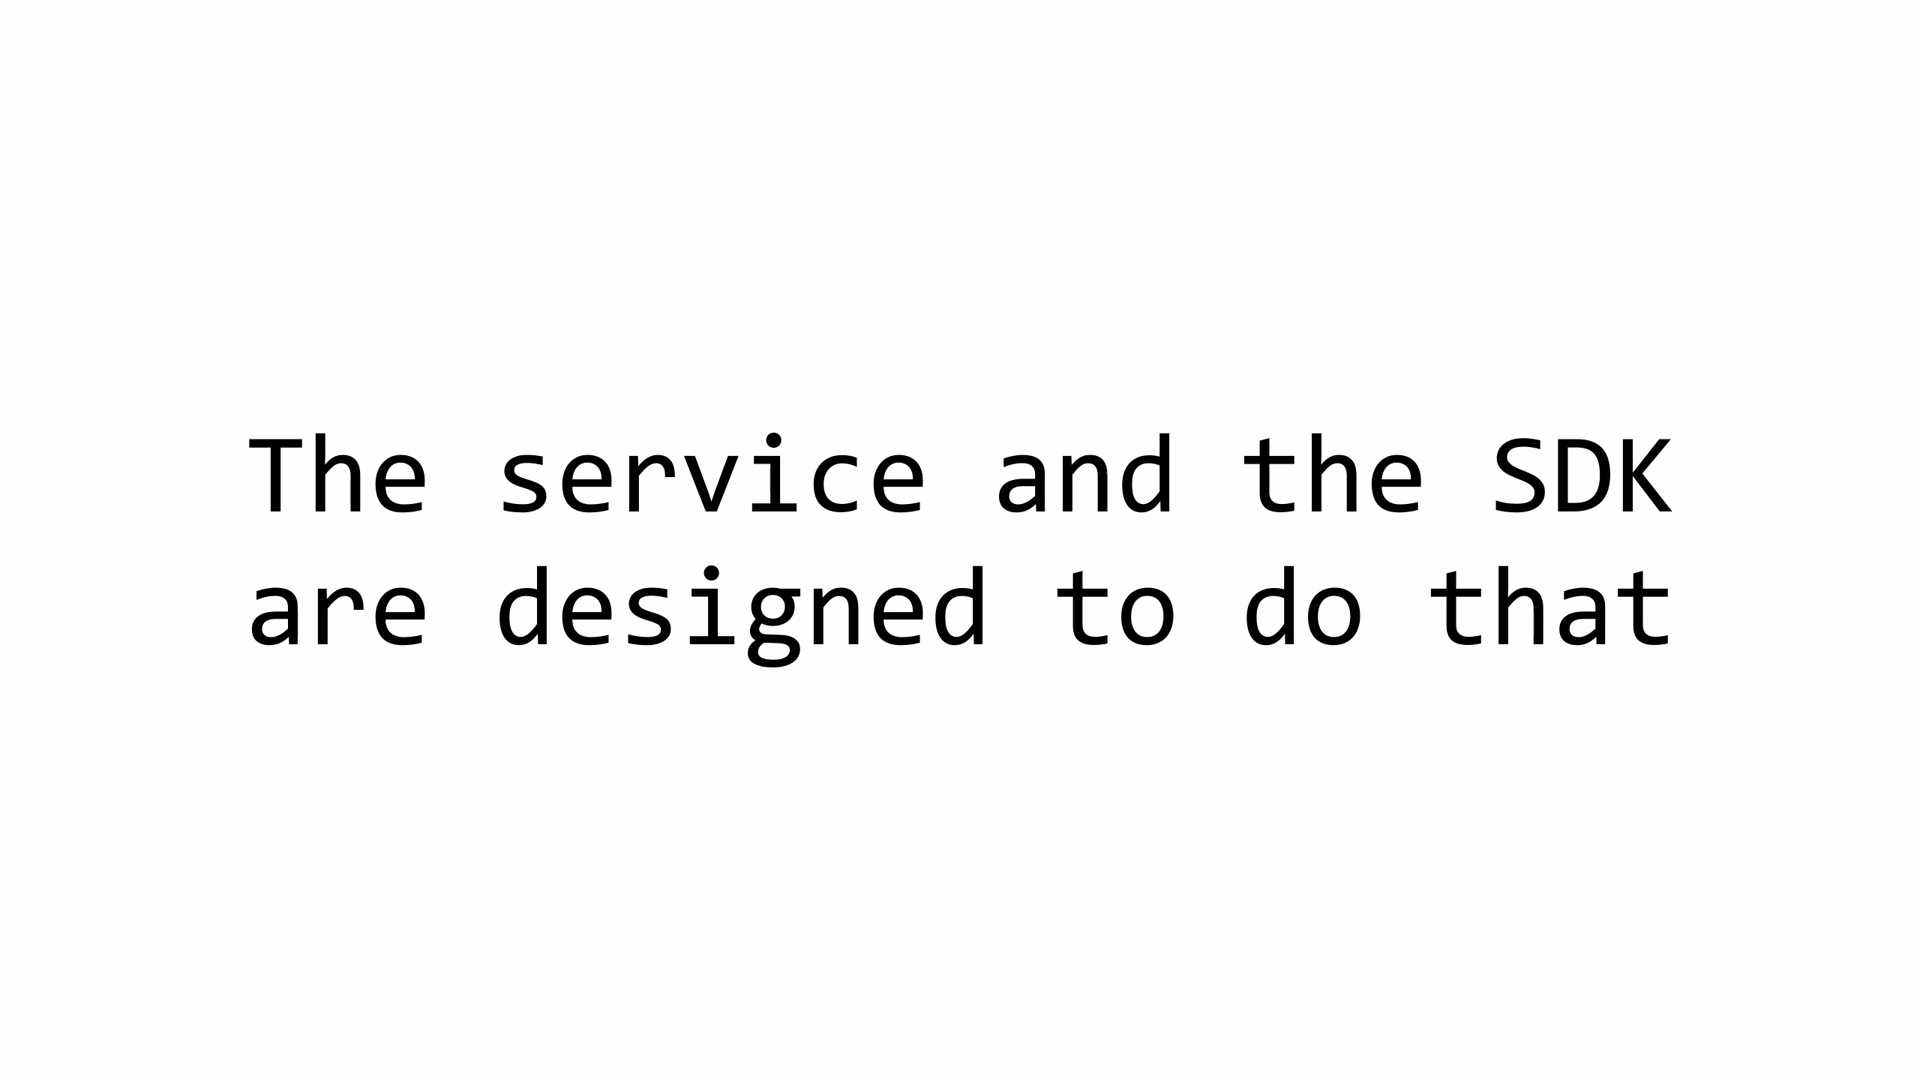 The service and the SDK
are designed to do that